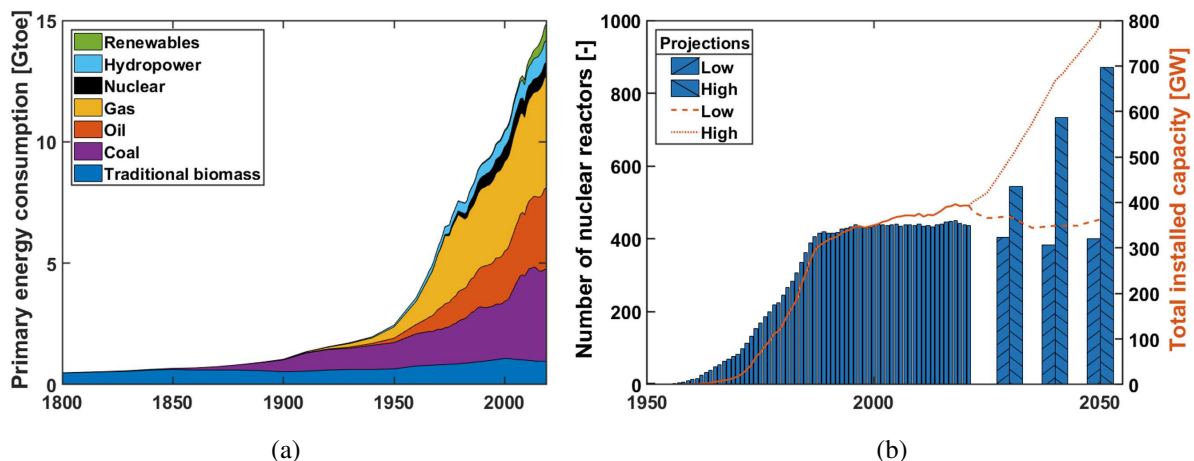 Primary energy consumption [Gtoe]
15
10
5
0
Renewables
Hydropower
Nuclear
Gas
Oil
Coal
Traditional biomass
1800
1850
1900
1950
2000
(a)
Number of nuclear reactors [-]
1000
800
600
400
200
0
Projections
Low
High
Low
High
1950
2000
2050
800
700
600
500
400
300
200
100
0
Total installed capacity [GW]
(b)